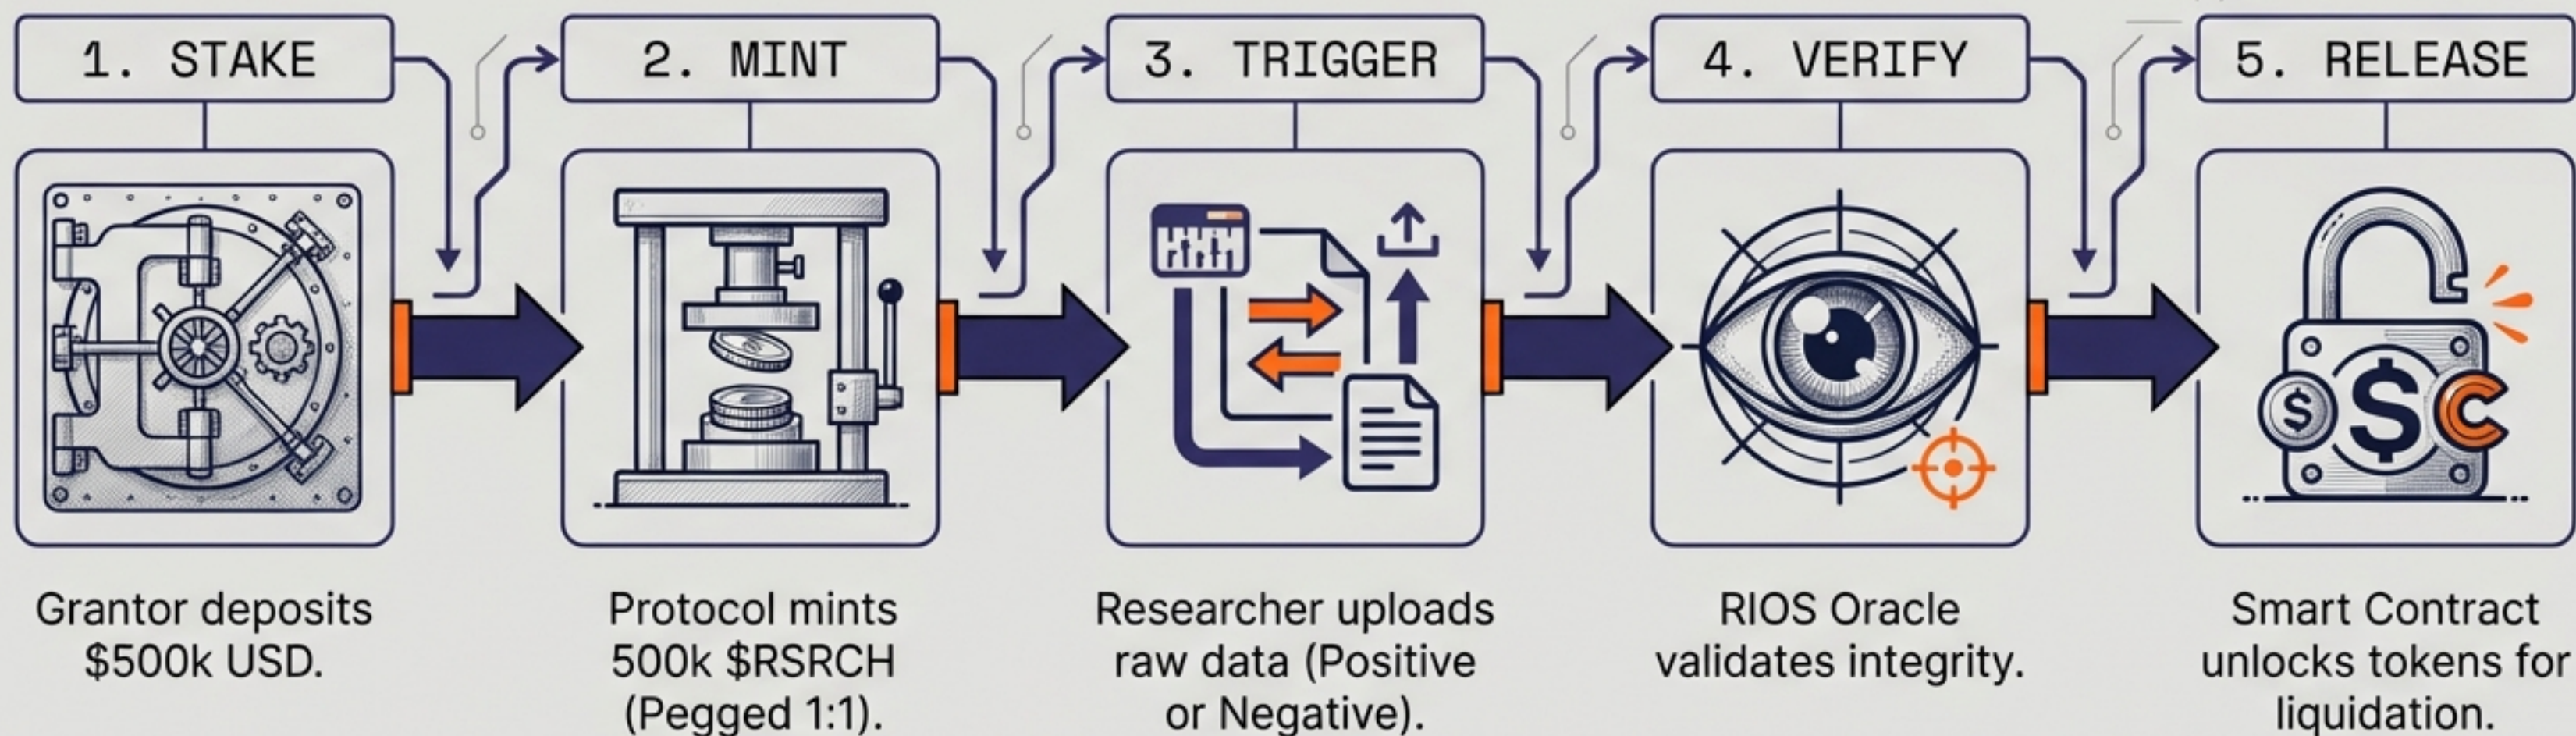 1. STAKE
2. MINT
3. TRIGGER
4. VERIFY
5. RELEASE
$
$
Grantor deposits
$500k USD.
Protocol mints
500k $RSRCH
(Pegged 1:1).
Researcher uploads
raw data (Positive
or Negative).
RIOS Oracle
validates integrity.
Smart Contract
unlocks tokens for
liquidation.